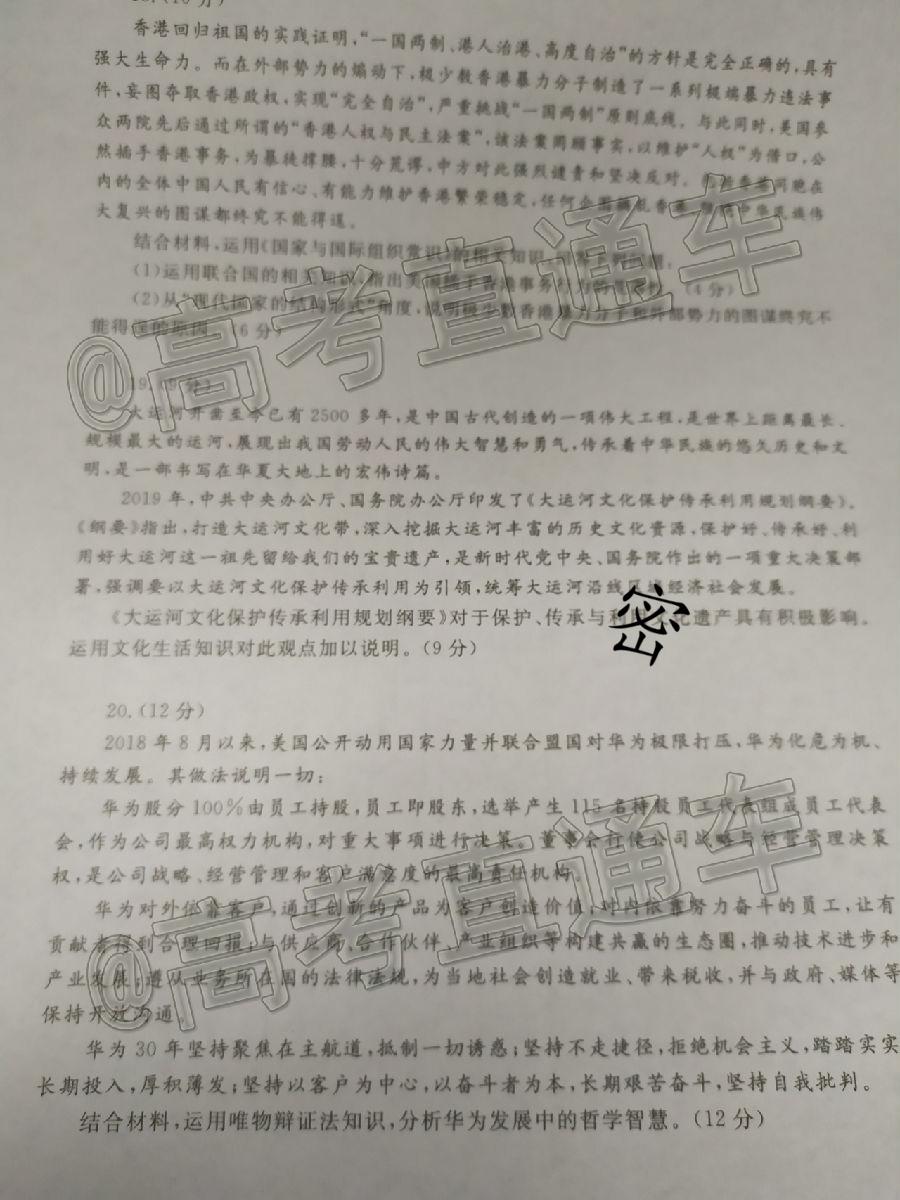 香港回归祖国的实践证明,“一国两制、港人治港、高度自治”的方针是完全正确的,具有
强大生命力。而在外部势力的煽动下,极少数香港暴力分子制造了一系列极端暴力违法事
件,妄图夺取香港政权,实现“完全自治”,严重挑战“一国两制”原则底线。与此同时,美国参
众两院先后通过所谓的“香港人权与民主法案”,该法案罔顾事实,以维护“人权”为借口,公
然插手香港事务,为暴徒撑腰,十分荒谬,中方对此强烈谴责和坚决反对。包括香港同胞在
内的全体中国人民有信心、有能力维护香港繁荣稳定,任何企图 香港 中华民族伟
大复兴的图谋都终究不能得逞。
结合材料,运用《国家与国际组织常识》的相关知识,
(1)运用联合国的相关知识,指出美国插手香港事务行为的 (4分)
(2)从“现代国家的结构形式”角度,说明极少数香港暴力分子和外部势力的图谋终究不
能得逞的原因。(6分)
@高考直通车
19.(9分)
大运河开凿至今已有2500多年,是中国古代创造的一项伟大工程,是世界上距离最长、
规模最大的运河,展现出我国劳动人民的伟大智慧和勇气,传承着中华民族的悠久历史和文
明,是一部书写在华夏大地上的宏伟诗篇。
2019年,中共中央办公厅、国务院办公厅印发了《大运河文化保护传承利用规划纲要》。
《纲要》指出,打造大运河文化带,深入挖掘大运河丰富的历史文化资源,保护好、传承好、利
用好大运河这一祖先留给我们的宝贵遗产,是新时代党中央、国务院作出的一项重大决策部
署,强调要以大运河文化保护传承利用为引领,统筹大运河沿线区域经济社会发展。
《大运河文化保护传承利用规划纲要》对于保护、传承与利用文化遗产具有积极影响。
运用文化生活知识对此观点加以说明。(9分)
密
20.(12分)
2018年8月以来,美国公开动用国家力量并联合盟国对华为极限打压,华为化危为机、
持续发展。其做法说明一切:
华为股分100%由员工持股,员工即股东,选举产生115名持股员工代表组成员工代表
会,作为公司最高权力机构,对重大事项进行决策。董事会行使公司战略与经营管理决策
权,是公司战略、经营管理和客户满意度的最高责任机构。
华为对外依靠客户,通过创新的产品为客户创造价值;对内依靠努力奋斗的员工,让有
贡献者得到合理回报;与供应商、合作伙伴、产业组织等构建共赢的生态圈,推动技术进步和
产业发展;遵从业务所在国的法律法规,为当地社会创造就业、带来税收,并与政府、媒体等
保持开放沟通。
@高考直通车
华为30年坚持聚焦在主航道,抵制一切诱惑;坚持不走捷径,拒绝机会主义,踏踏实实
长期投入,厚积薄发;坚持以客户为中心,以奋斗者为本,长期艰苦奋斗,坚持自我批判。
结合材料,运用唯物辩证法知识,分析华为发展中的哲学智慧。(12分)